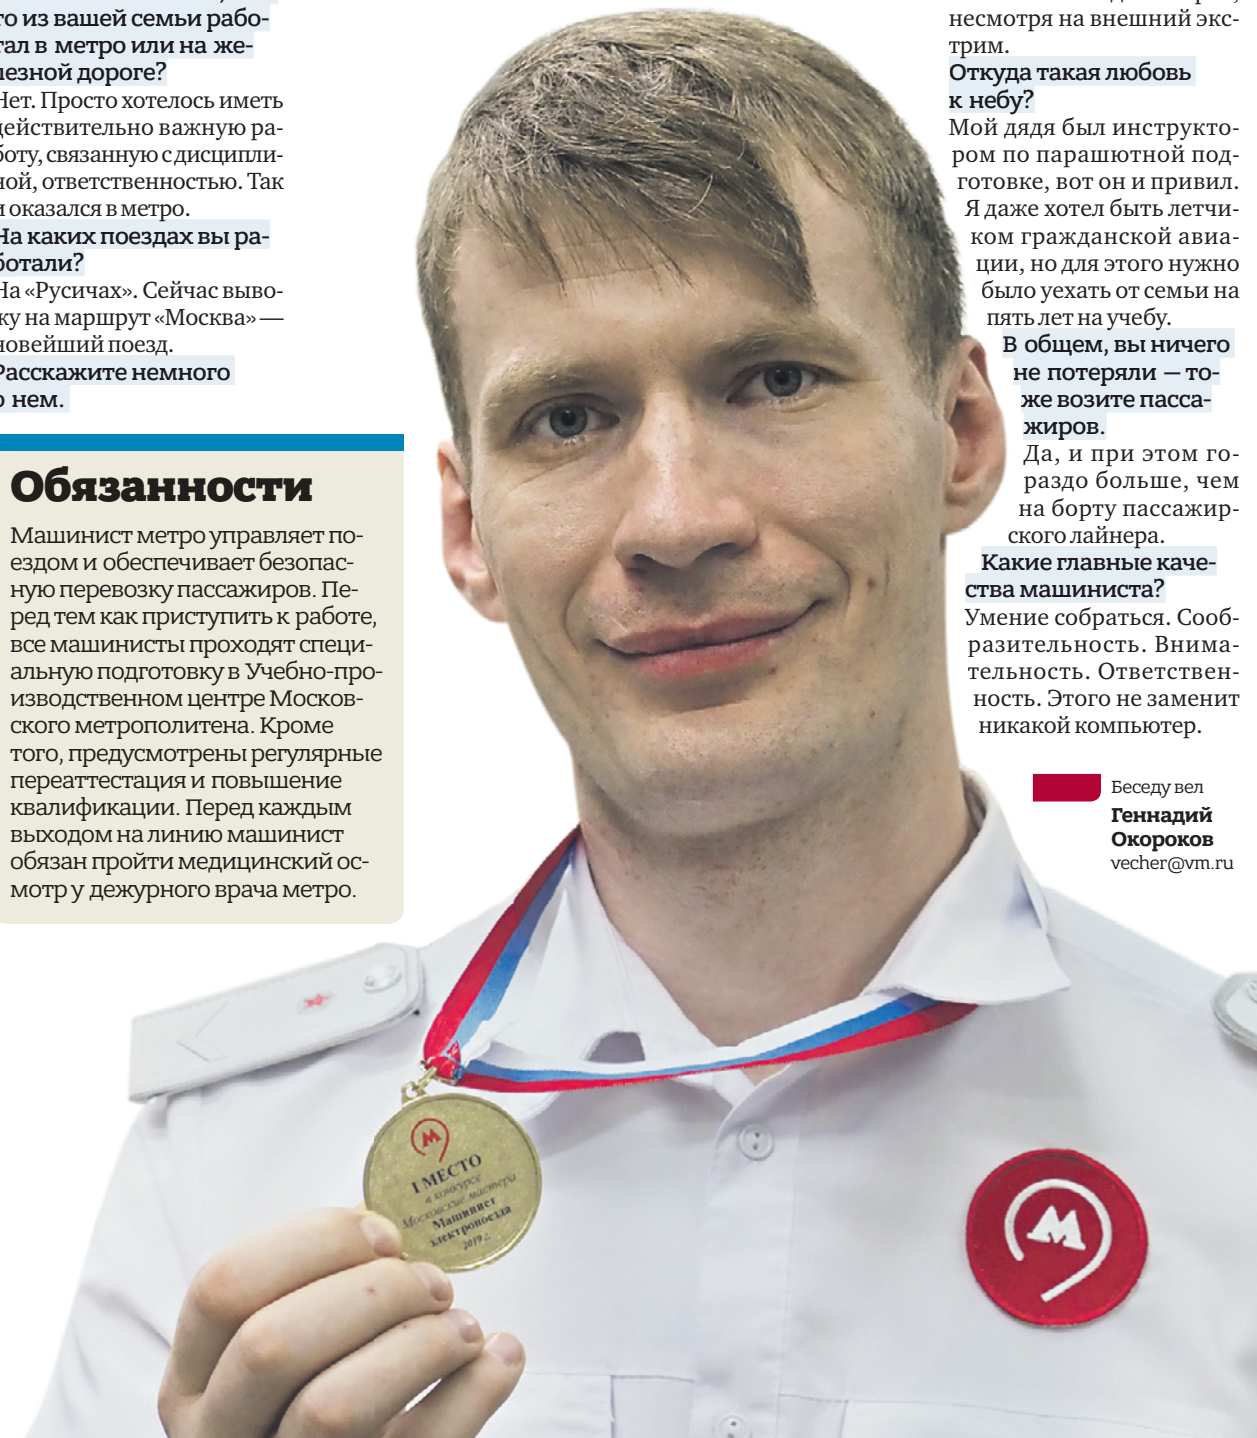 то из вашей семьи рабо-
тал в метро или на же-
лезной дороге?
Нет. Просто хотелось иметь
действительно важную ра-
боту, связанную с дисципли-
ной, ответственностью. Так
и оказался в метро.
На каких поездах вы ра-
ботали?
На «Русичах». Сейчас выво-
жу на маршрут «Москва» —
новейший поезд.
Расскажите немного
о нем.
Обязанности
Машинист метро управляет по-
ездом и обеспечивает безопас-
ную перевозку пассажиров. Пе-
ред тем как приступить к работе,
все машинисты проходят специ-
альную подготовку в Учебно-про-
изводственном центре Москов-
ского метрополитена. Кроме
того, предусмотрены регулярные
переаттестация и повышение
квалификации. Перед каждым
выходом на линию машинист
обязан пройти медицинский ос-
мотр у дежурного врача метро.
несмотря на внешний экс-
трим.
Откуда такая любовь
к небу?
Мой дядя был инструкто-
ром по парашютной под-
готовке, вот он и привил.
Я даже хотел быть летчи-
ком гражданской авиа-
ции, но для этого нужно
было уехать от семьи на
пять лет на учебу.
В общем, вы ничего
не потеряли — то-
же возите пасса-
жиров.
Да, и при этом го-
раздо больше, чем
на борту пассажир-
ского лайнера.
Какие главные каче-
ства машиниста?
Умение собраться. Сооб-
разительность. Внима-
тельность. Ответствен-
ность. Этого не заменит
никакой компьютер.
Беседу вел
Геннадий
Окороков
vecher@vm.ru
М
I МЕСТО
в конкурсе
Московские мастера
Машинист
электропоезда
2019 г.
М